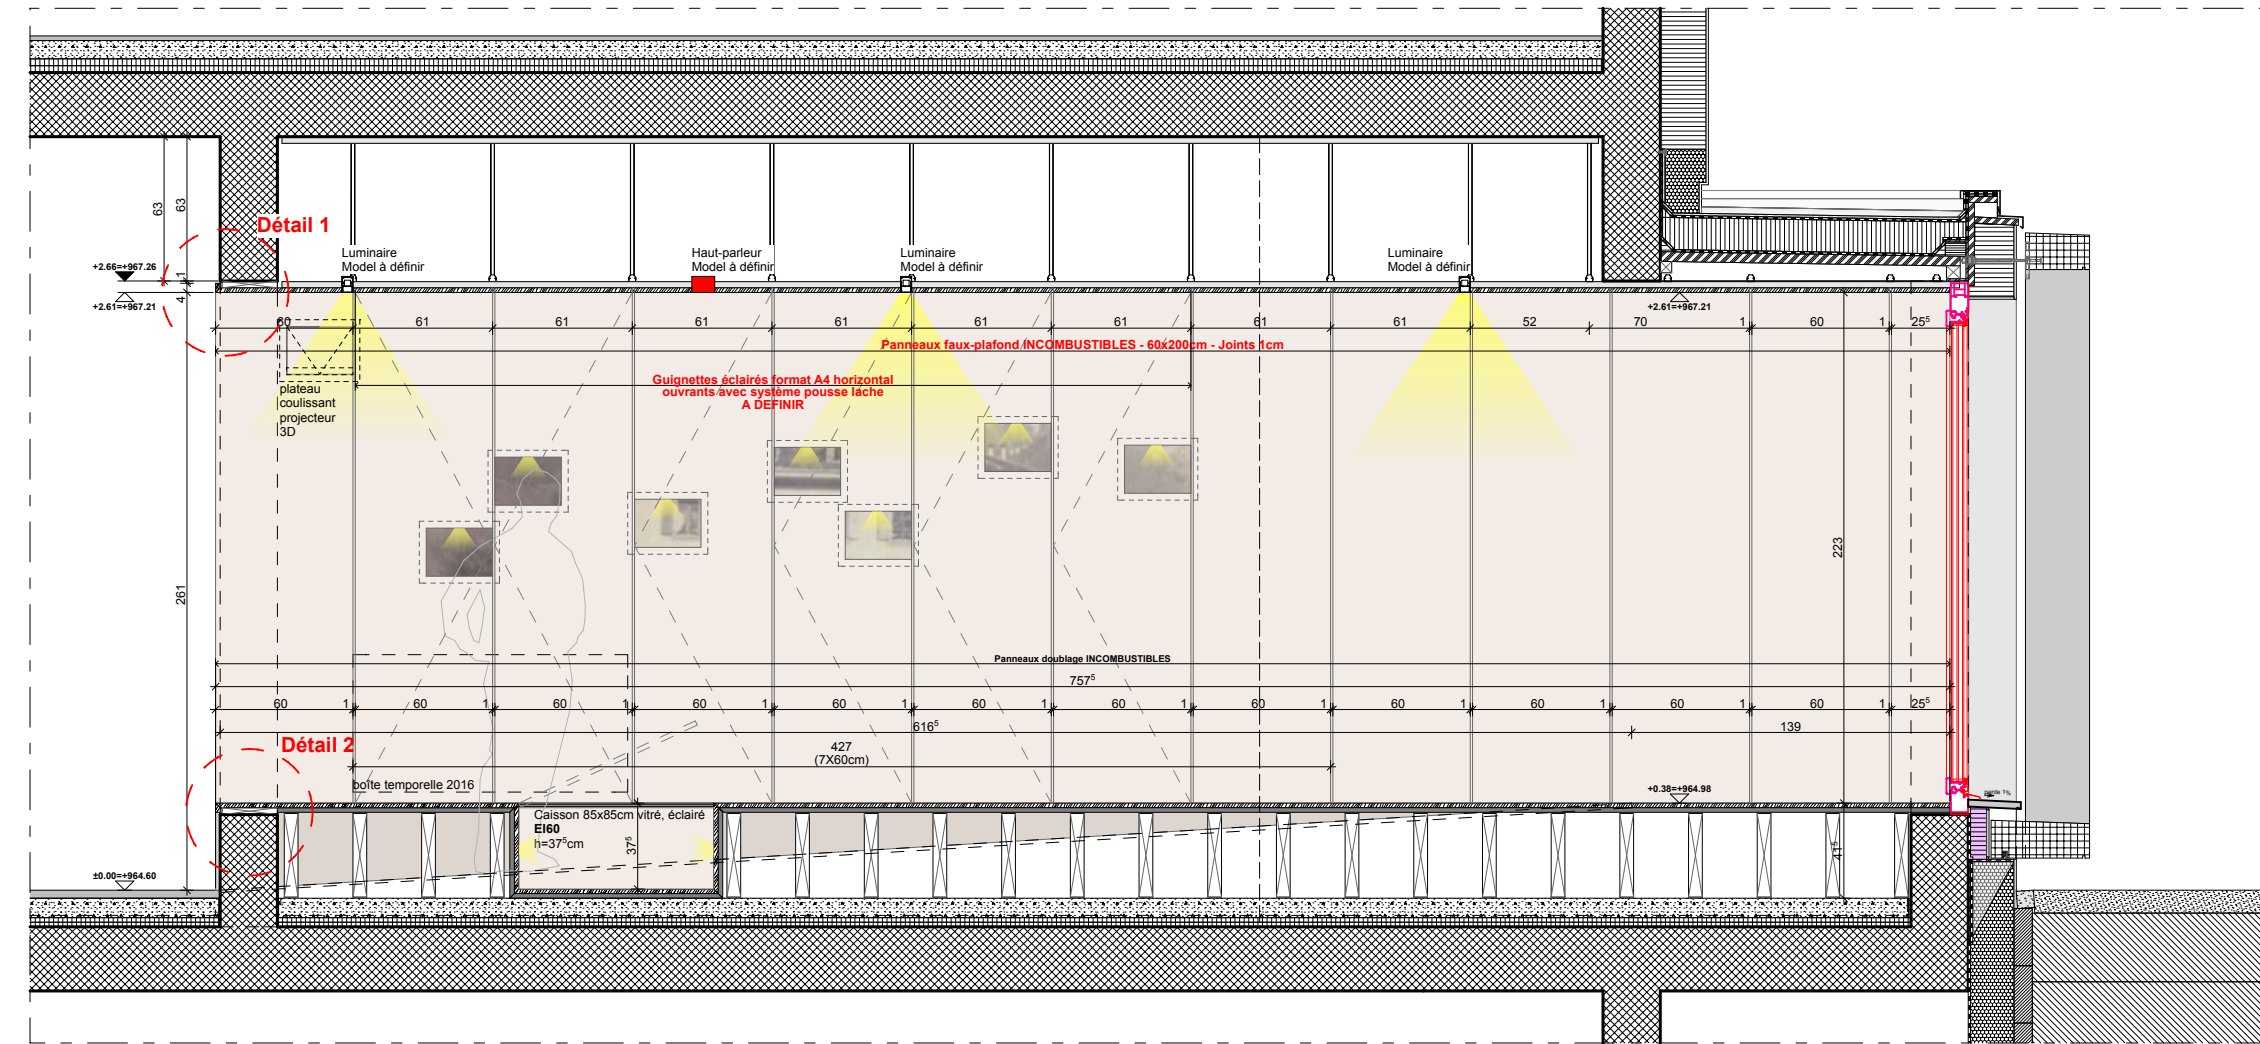 63
63
Détail 1
Luminaire
Model à définir
Haut-parleur
Model à définir
Luminaire
Model à définir
Luminaire
Model à définir
+2.66=+967.26
1
4
+2.61=+967.21
+2.61=+967.21
60
61
61
61
61
61
61
61
61
52
70
1
60
1
25⁵
Panneaux faux-plafond INCOMBUSTIBLES - 60x200cm - Joints 1cm
Guignettes éclairés format A4 horizontal
ouvrants avec système pousse lâche
A DEFINIR
plateau
coulissant
projecteur
3D
261
223
Panneaux doublage INCOMBUSTIBLES
757⁵
60
1
60
1
60
1
60
1
60
1
60
1
60
1
60
1
60
1
60
1
60
1
60
1
25⁵
616⁵
139
Détail 2
427
(7X60cm)
boîte temporelle 2016
+0.38=+964.98
pente 1%
Caisson 85x85cm vitré, éclairé
EI60
h=37⁵cm
37⁵
41⁵
±0.00=+964.60